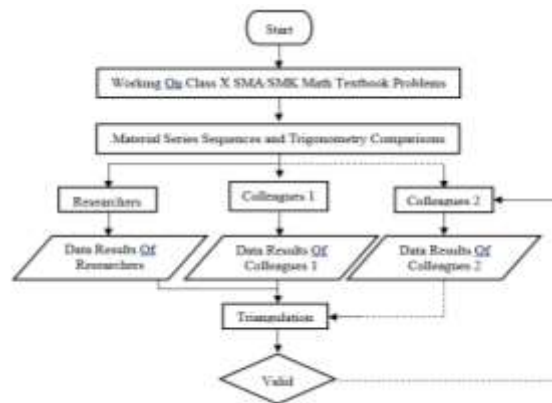 Start
Working On Class X SMA/SMK Math Textbook Problems
Material Series Sequences and Trigonometry Comparisons
Researchers
Colleagues 1
Colleagues 2
Data Results Of
Researchers
Data Results Of
Colleagues 1
Data Results Of
Colleagues 2
Triangulation
Valid